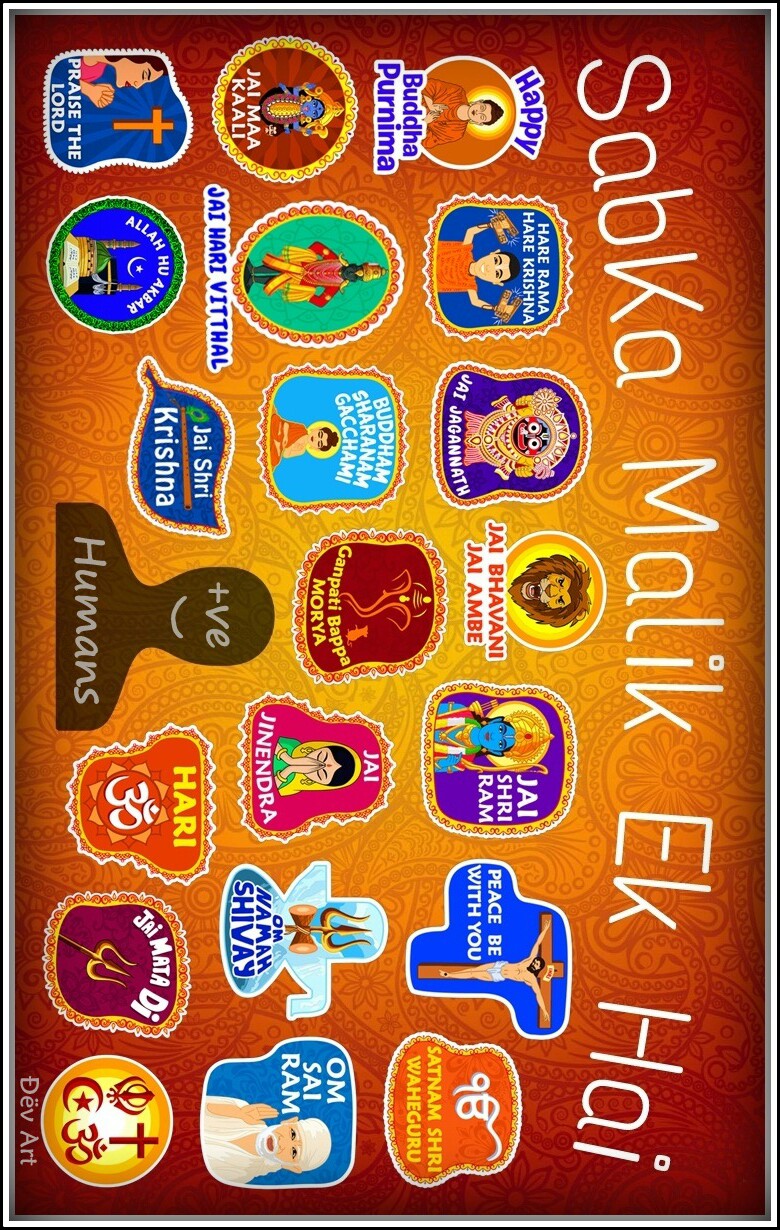 SabKa Malik Ek Hai
Happy
Buddha
Purnima
HARE RAMA
HARE KRISHNA
JAI JAGANNATH
JAI BHAVANI
JAI AMBE
JAI
SHRI
RAM
PEACE BE
WITH YOU
ੴ
SATNAM SHRI
WAHEGURU
JAI MAA
KAALI
JAI HARI VITTHAL
BUDDHAM
SHARANAM
GACCHAMI
Ganpati Bappa
MORYA
JAI
JINENDRA
OM
NAMAH
SHIVAY
OM
SAI
RAM
PRAISE THE
LORD
ALLAH HU AKBAR
Jai Shri
Krishna
+ve
Humans
HARI
ॐ
JAI MATA Di
ॐ
Ðëv Art